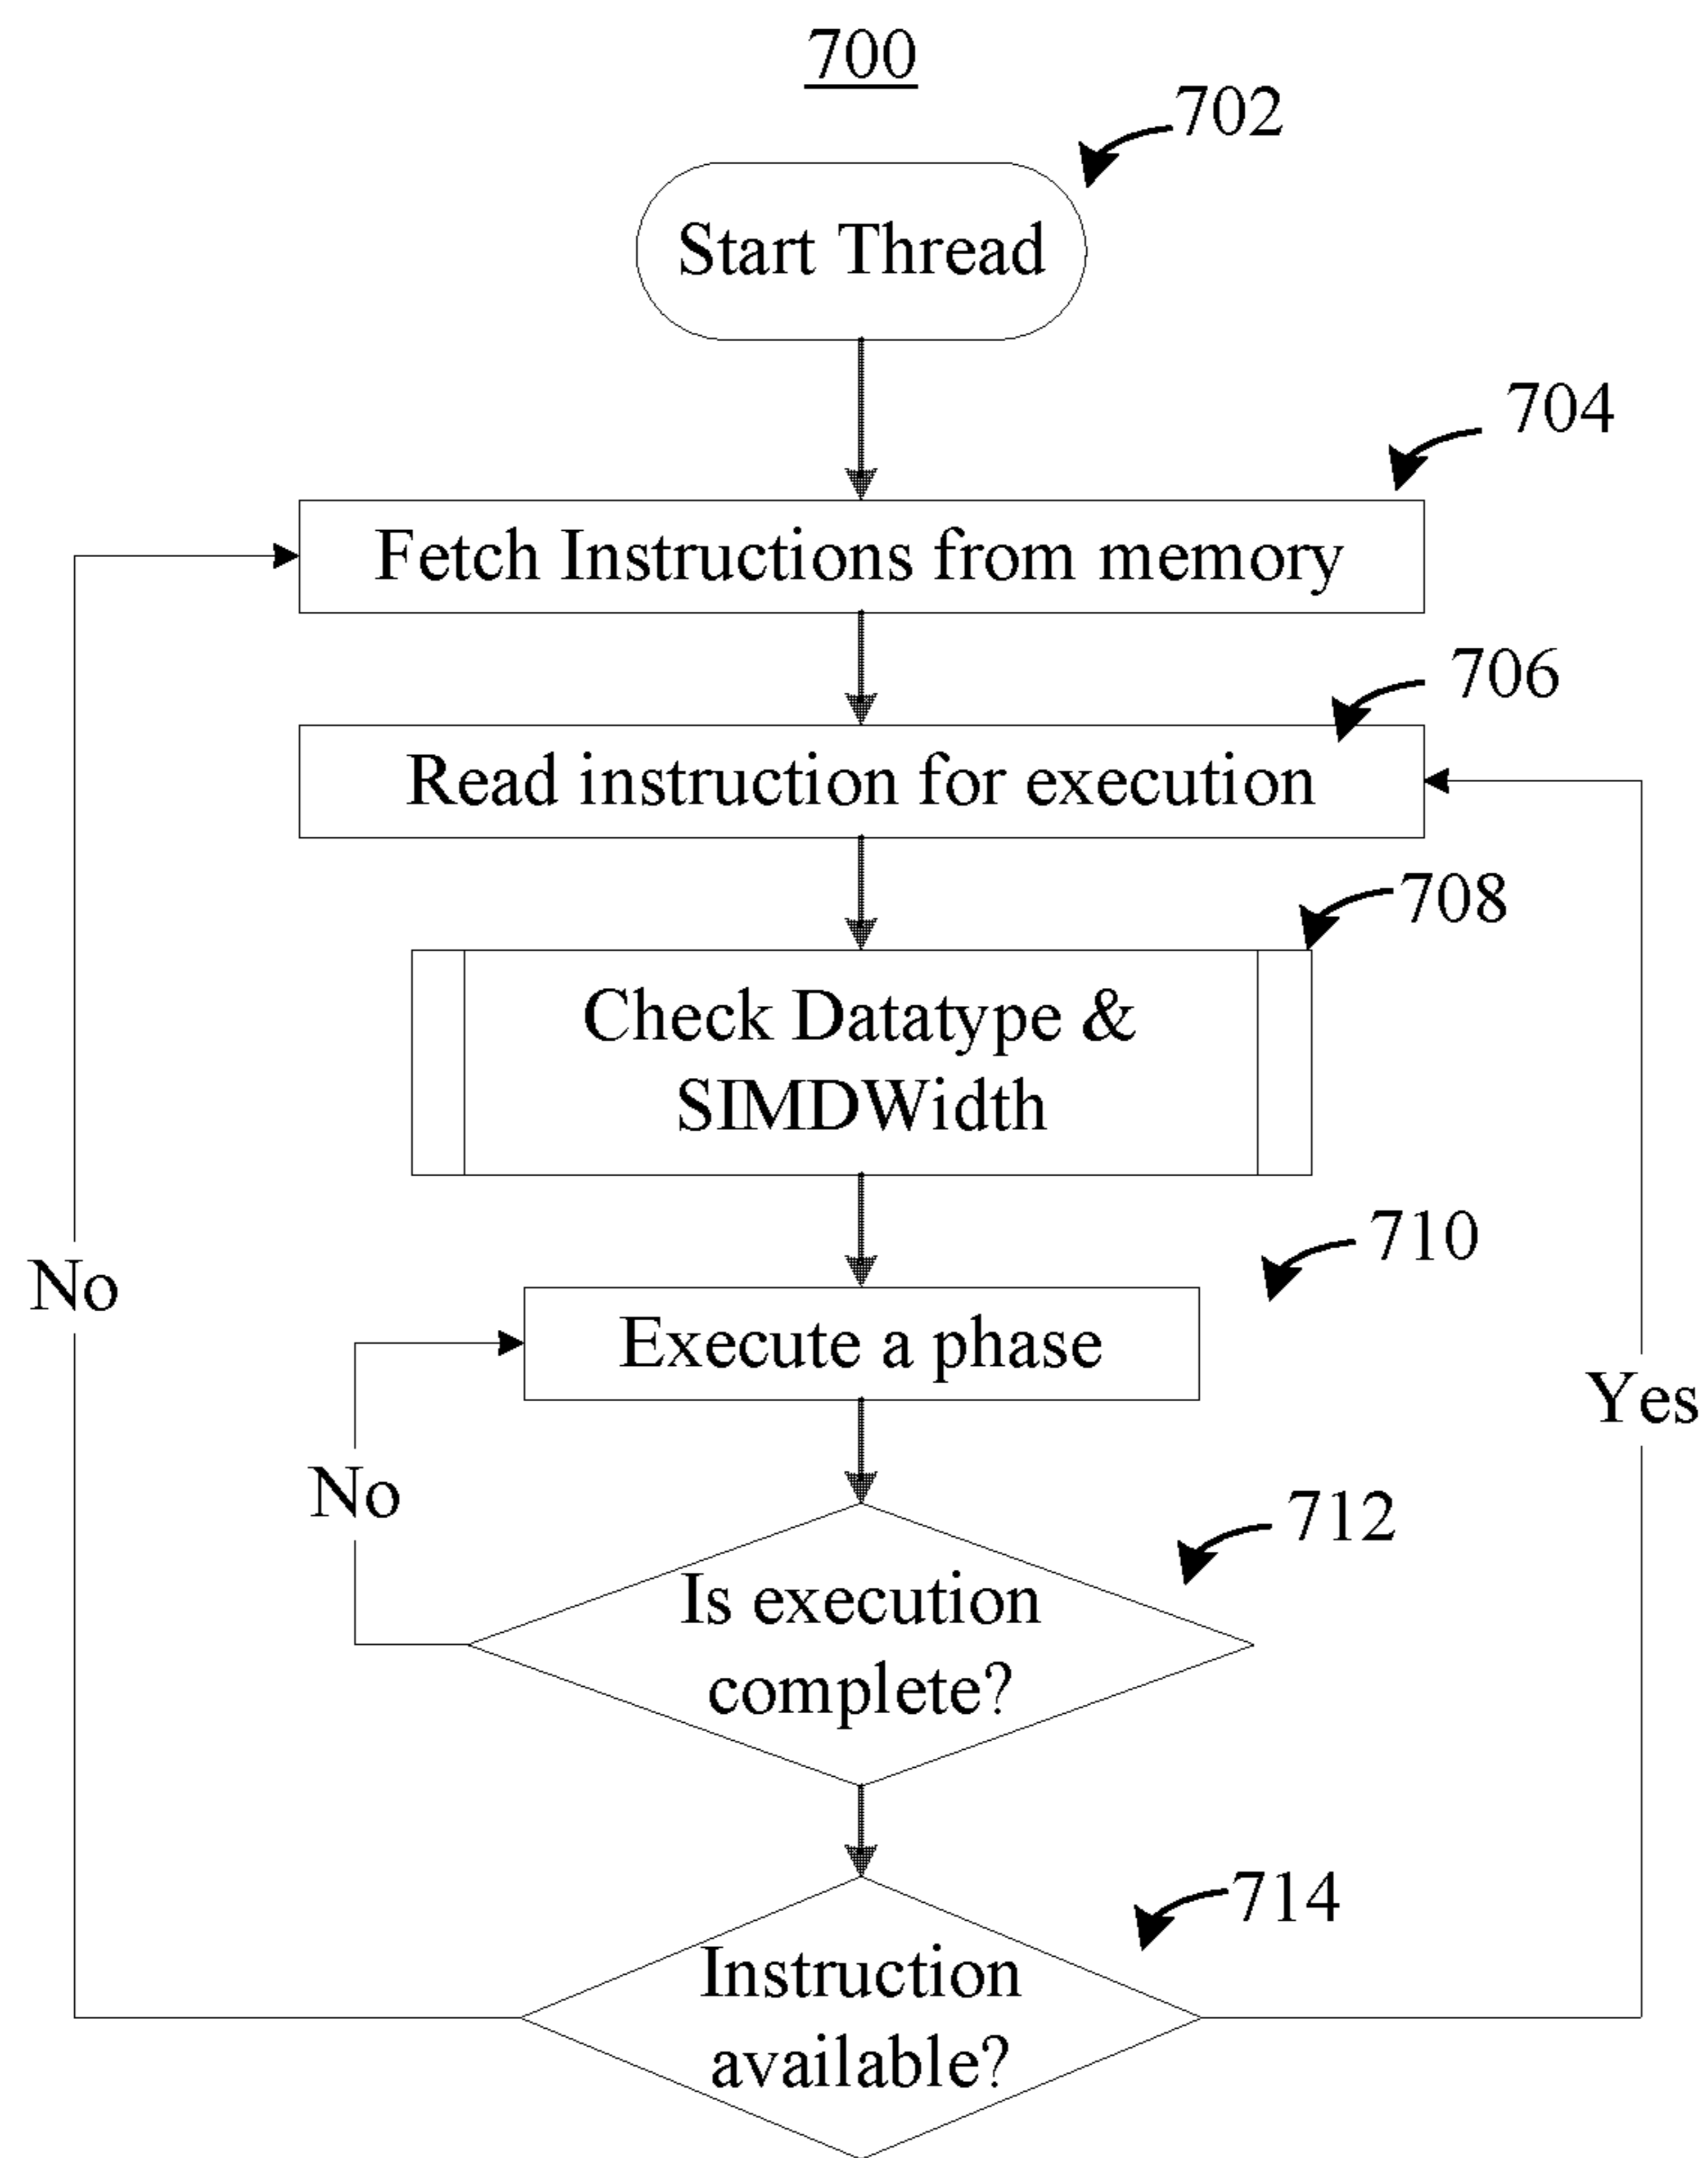 700
702
Start Thread
704
Fetch Instructions from memory
706
Read instruction for execution
708
Check Datatype &
SIMDWidth
710
No
Execute a phase
Yes
No
712
Is execution
complete?
714
Instruction
available?